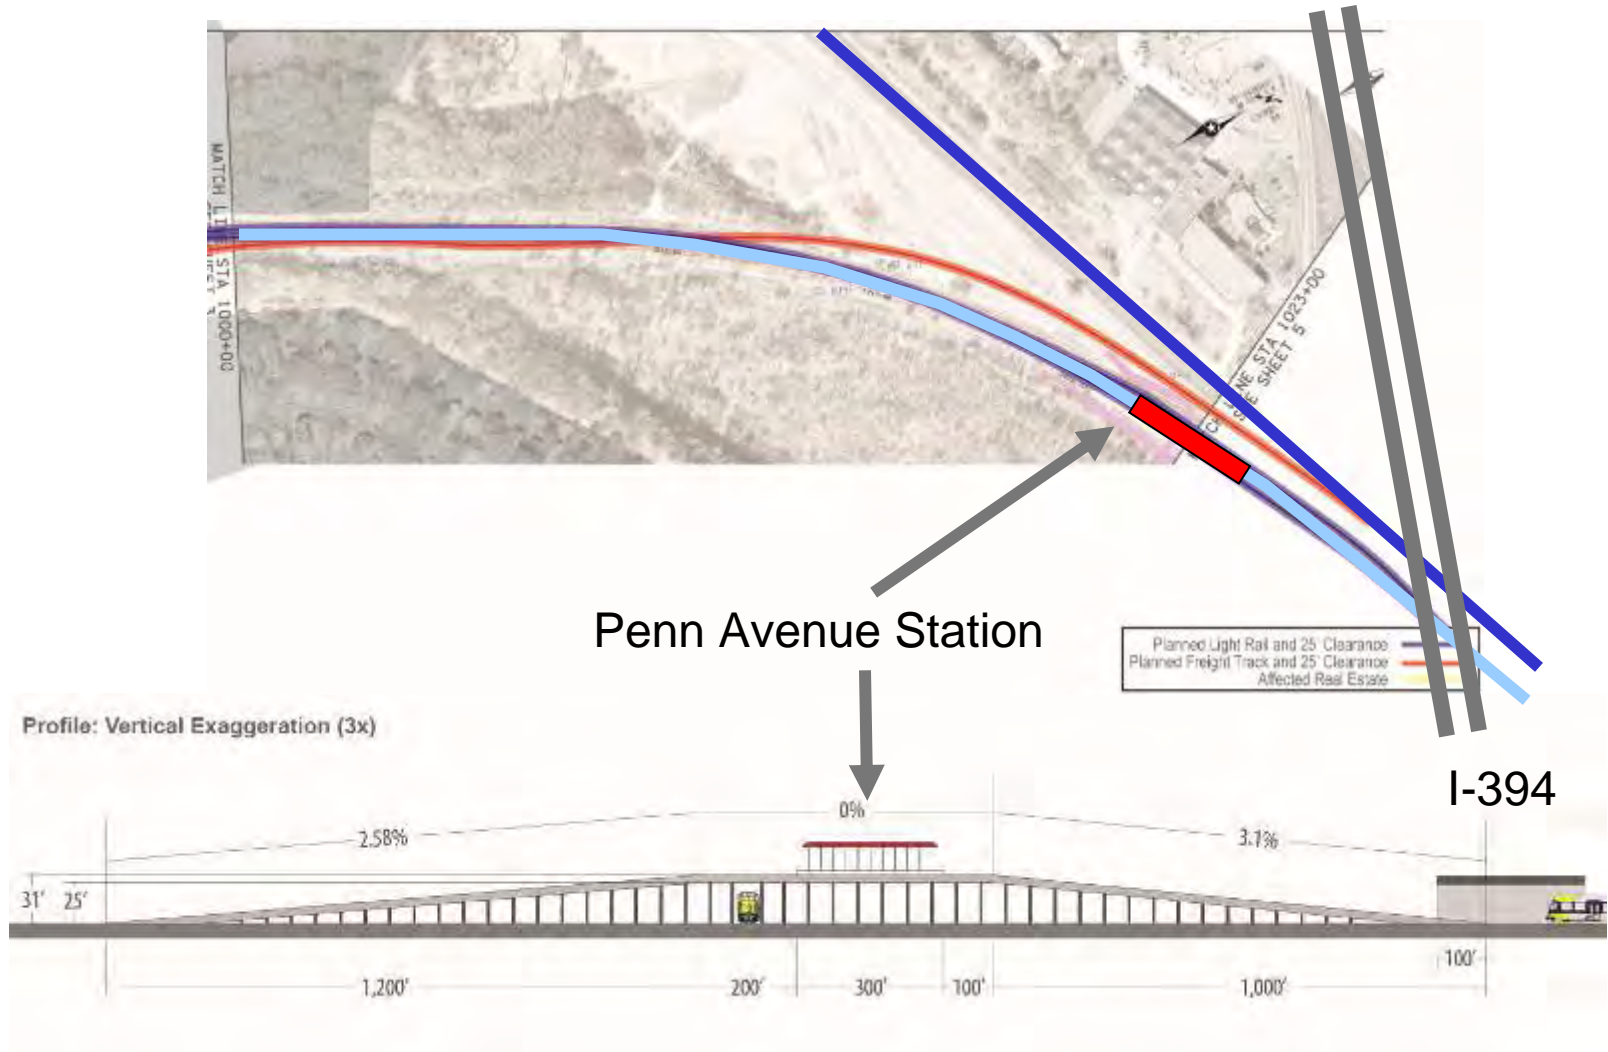 MATCH LI
STA 1000+00
NE STA 1023+00
SHEET 5
Penn Avenue Station
Planned Light Rail and 25' Clearance
Planned Freight Track and 25' Clearance
Affected Real Estate
Profile: Vertical Exaggeration (3x)
I-394
0%
2.58%
3.1%
31'
25'
100'
1,200'
200'
300'
100'
1,000'